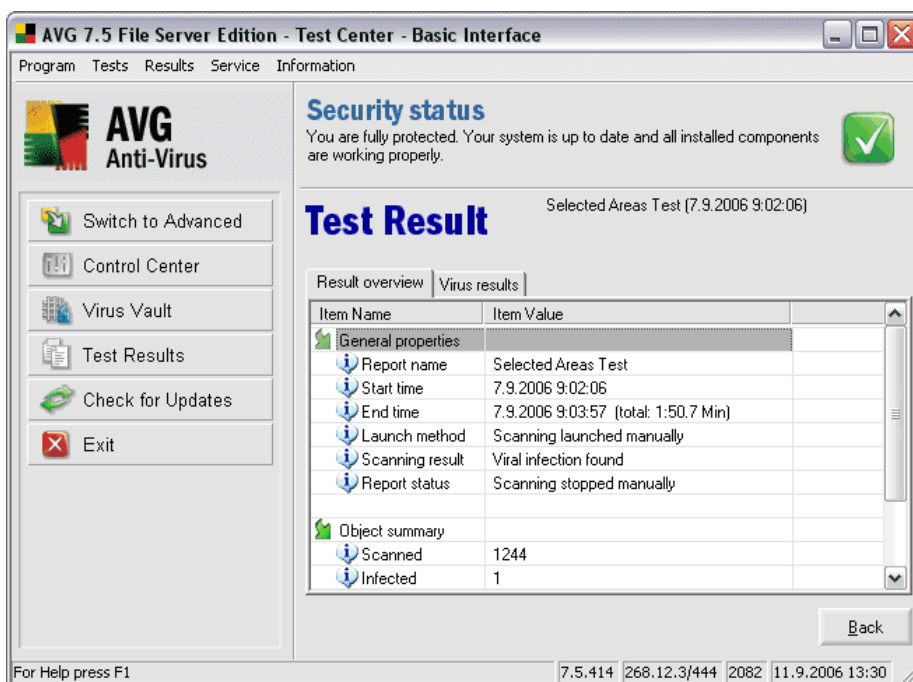 AVG 7.5 File Server Edition - Test Center - Basic Interface
Program Tests Results Service Information
AVG
Anti-Virus
Switch to Advanced
Control Center
Virus Vault
Test Results
Check for Updates
Exit
Security status
You are fully protected. Your system is up to date and all installed components
are working properly.
Test Result
Selected Areas Test (7.9.2006 9:02:06)
Result overview Virus results
Item Name Item Value
General properties
Report name Selected Areas Test
Start time 7.9.2006 9:02:06
End time 7.9.2006 9:03:57 (total: 1:50.7 Min)
Launch method Scanning launched manually
Scanning result Viral infection found
Report status Scanning stopped manually
Object summary
Scanned 1244
Infected 1
Back
For Help press F1
7.5.414 268.12.3/444 2082 11.9.2006 13:30